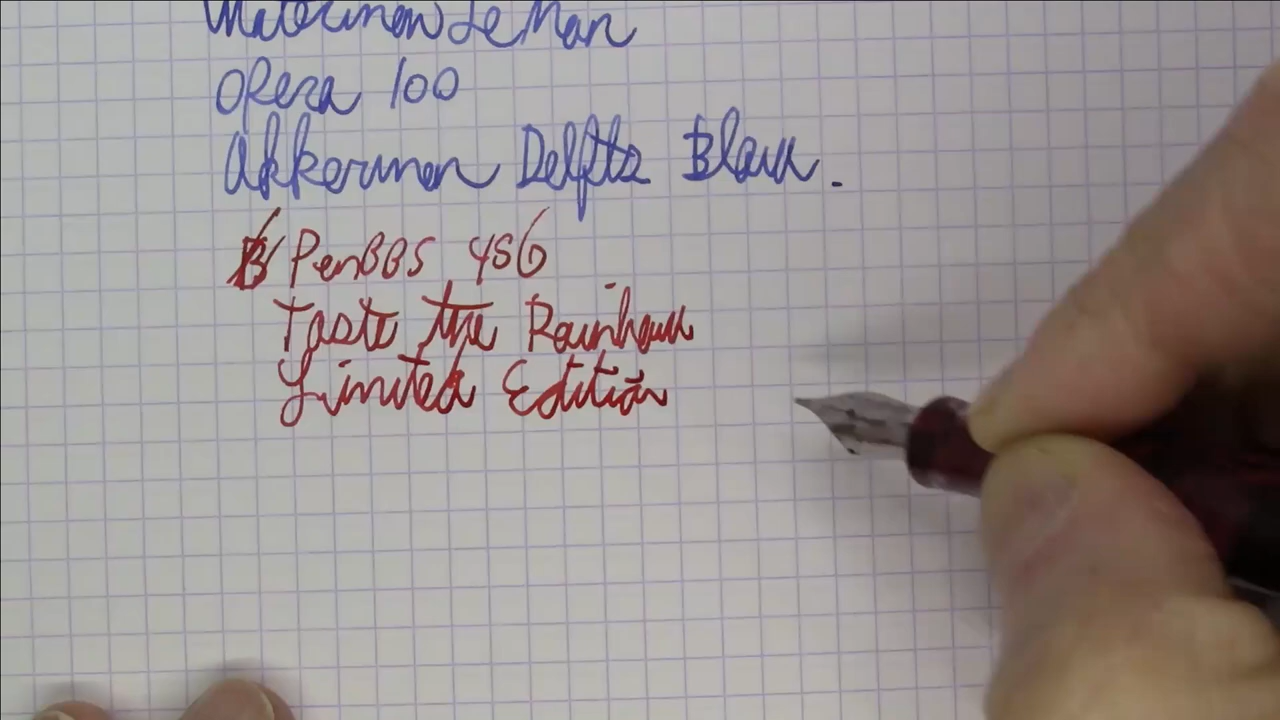 Waterman Le Man
Opera 100
Akkerman Delfts Blauw.
PenBBS 456
Taste the Rainbow
Limited Edition